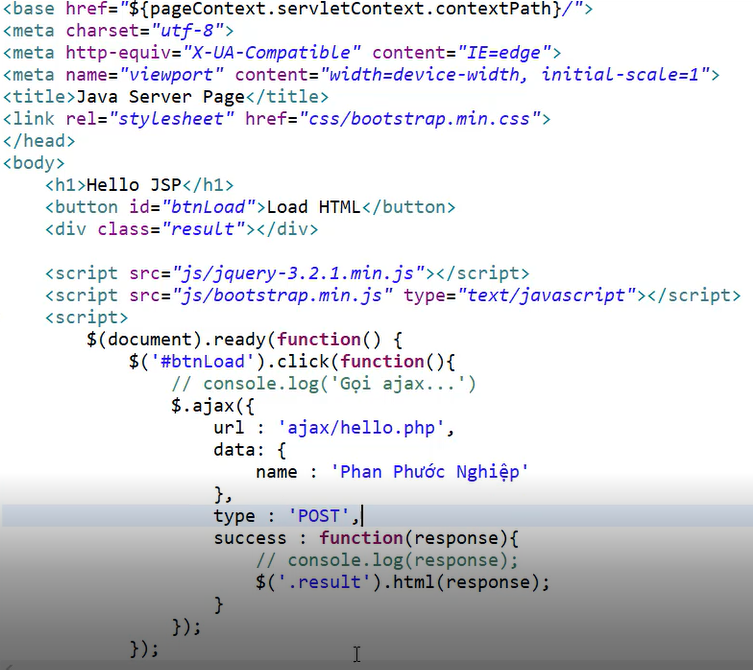 <base href="${pageContext.servletContext.contextPath}/">
<meta charset="utf-8">
<meta http-equiv="X-UA-Compatible" content="IE=edge">
<meta name="viewport" content="width=device-width, initial-scale=1">
<title>Java Server Page</title>
<link rel="stylesheet" href="css/bootstrap.min.css">
</head>
<body>
    <h1>Hello JSP</h1>
    <button id="btnLoad">Load HTML</button>
    <div class="result"></div>

    <script src="js/jquery-3.2.1.min.js"></script>
    <script src="js/bootstrap.min.js" type="text/javascript"></script>
    <script>
        $(document).ready(function() {
            $('#btnLoad').click(function(){
                // console.log('Gọi ajax...')
                $.ajax({
                    url : 'ajax/hello.php',
                    data: {
                        name : 'Phan Phước Nghiệp'
                    },
                    type : 'POST',
                    success : function(response){
                        // console.log(response);
                        $('.result').html(response);
                    }
                });
            });